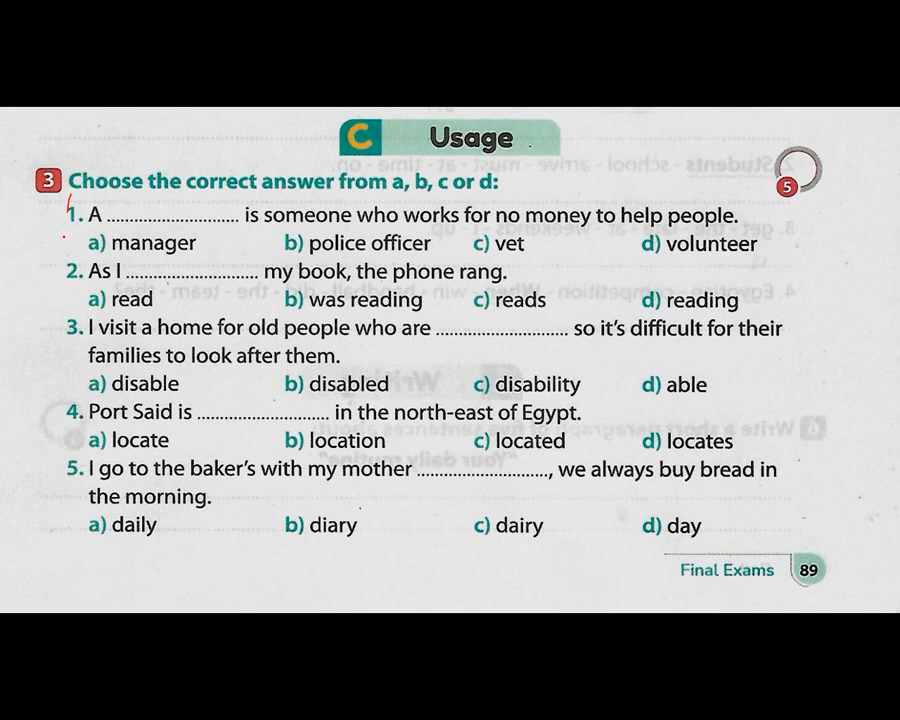 C Usage
3 Choose the correct answer from a, b, c or d:
5
1. A ............................ is someone who works for no money to help people.
a) manager b) police officer c) vet d) volunteer
2. As I ............................ my book, the phone rang.
a) read b) was reading c) reads d) reading
3. I visit a home for old people who are ............................ so it's difficult for their
families to look after them.
a) disable b) disabled c) disability d) able
4. Port Said is ............................ in the north-east of Egypt.
a) locate b) location c) located d) locates
5. I go to the baker's with my mother ............................, we always buy bread in
the morning.
a) daily b) diary c) dairy d) day
Final Exams 89